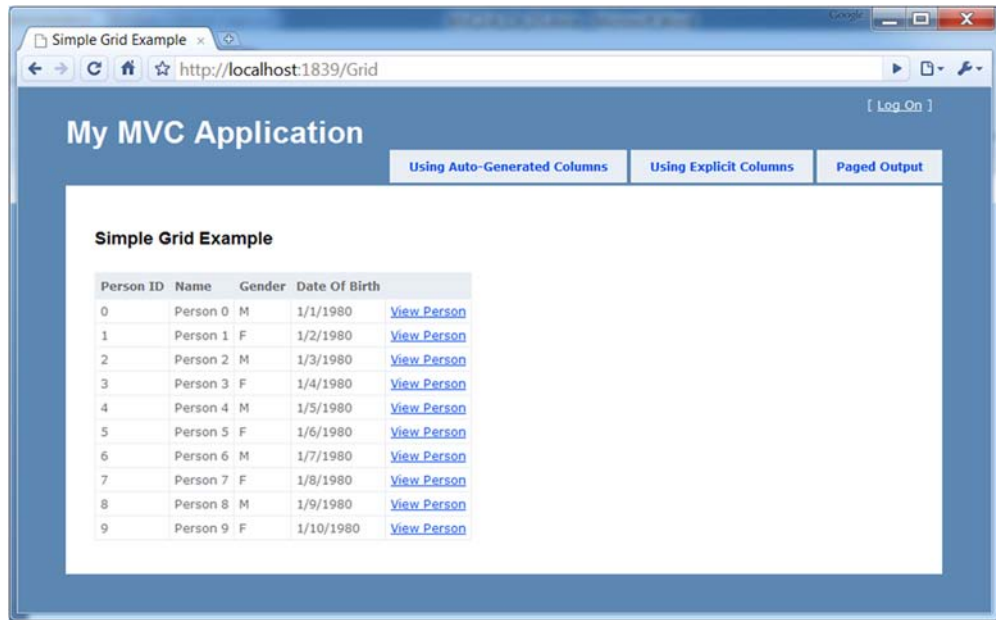 Google
Simple Grid Example
http://localhost:1839/Grid
[ Log On ]
My MVC Application
Using Auto-Generated Columns Using Explicit Columns Paged Output
Simple Grid Example
Person ID Name Gender Date Of Birth
0 Person 0 M 1/1/1980 View Person
1 Person 1 F 1/2/1980 View Person
2 Person 2 M 1/3/1980 View Person
3 Person 3 F 1/4/1980 View Person
4 Person 4 M 1/5/1980 View Person
5 Person 5 F 1/6/1980 View Person
6 Person 6 M 1/7/1980 View Person
7 Person 7 F 1/8/1980 View Person
8 Person 8 M 1/9/1980 View Person
9 Person 9 F 1/10/1980 View Person